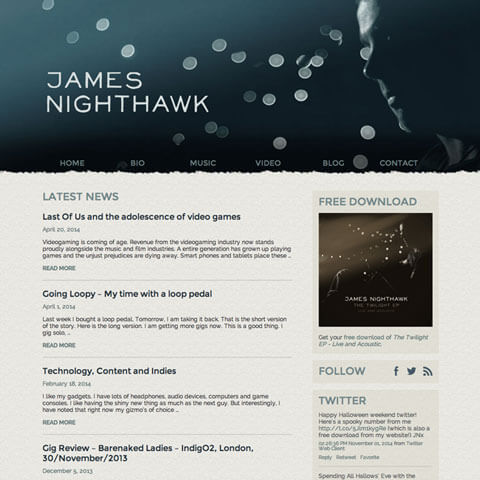 JAMES
NIGHTHAWK
HOME BIO MUSIC VIDEO BLOG CONTACT
LATEST NEWS
Last Of Us and the adolescence of video games
April 20, 2014
Videogaming is coming of age. Revenue from the videogaming industry now stands
proudly alongside the music and film industries. A entire generation has grown up playing
games and the unjust prejudices are dying away. Smart phones and tablets place these ...
READ MORE
Going Loopy – My time with a loop pedal
April 1, 2014
Last week I bought a loop pedal. Tomorrow, I am taking it back. That is the short version
of the story. Here is the long version. I am getting more gigs now. This is a good thing. I
gig solo, ...
READ MORE
Technology, Content and Indies
February 18, 2014
I like my gadgets. I have lots of headphones, audio devices, computers and game
consoles. I like having the shiny new thing as much as the next guy. But interestingly, I
have noted that right now my gizmo's of choice ...
READ MORE
Gig Review – Barenaked Ladies – IndigO2, London,
30/November/2013
December 5, 2013
FREE DOWNLOAD
JAMES NIGHTHAWK
THE TWILIGHT EP
LIVE AND ACOUSTIC
Get your free download of The Twilight
EP - Live and Acoustic.
FOLLOW
TWITTER
Happy Halloween weekend twitter!
Here's a spooky number from me
(which is also a
free download from my website!) JNx
November 01, 2014 from Twitter
Web Client
Reply Retweet Favorite
Spending All Hallows' Eve with the